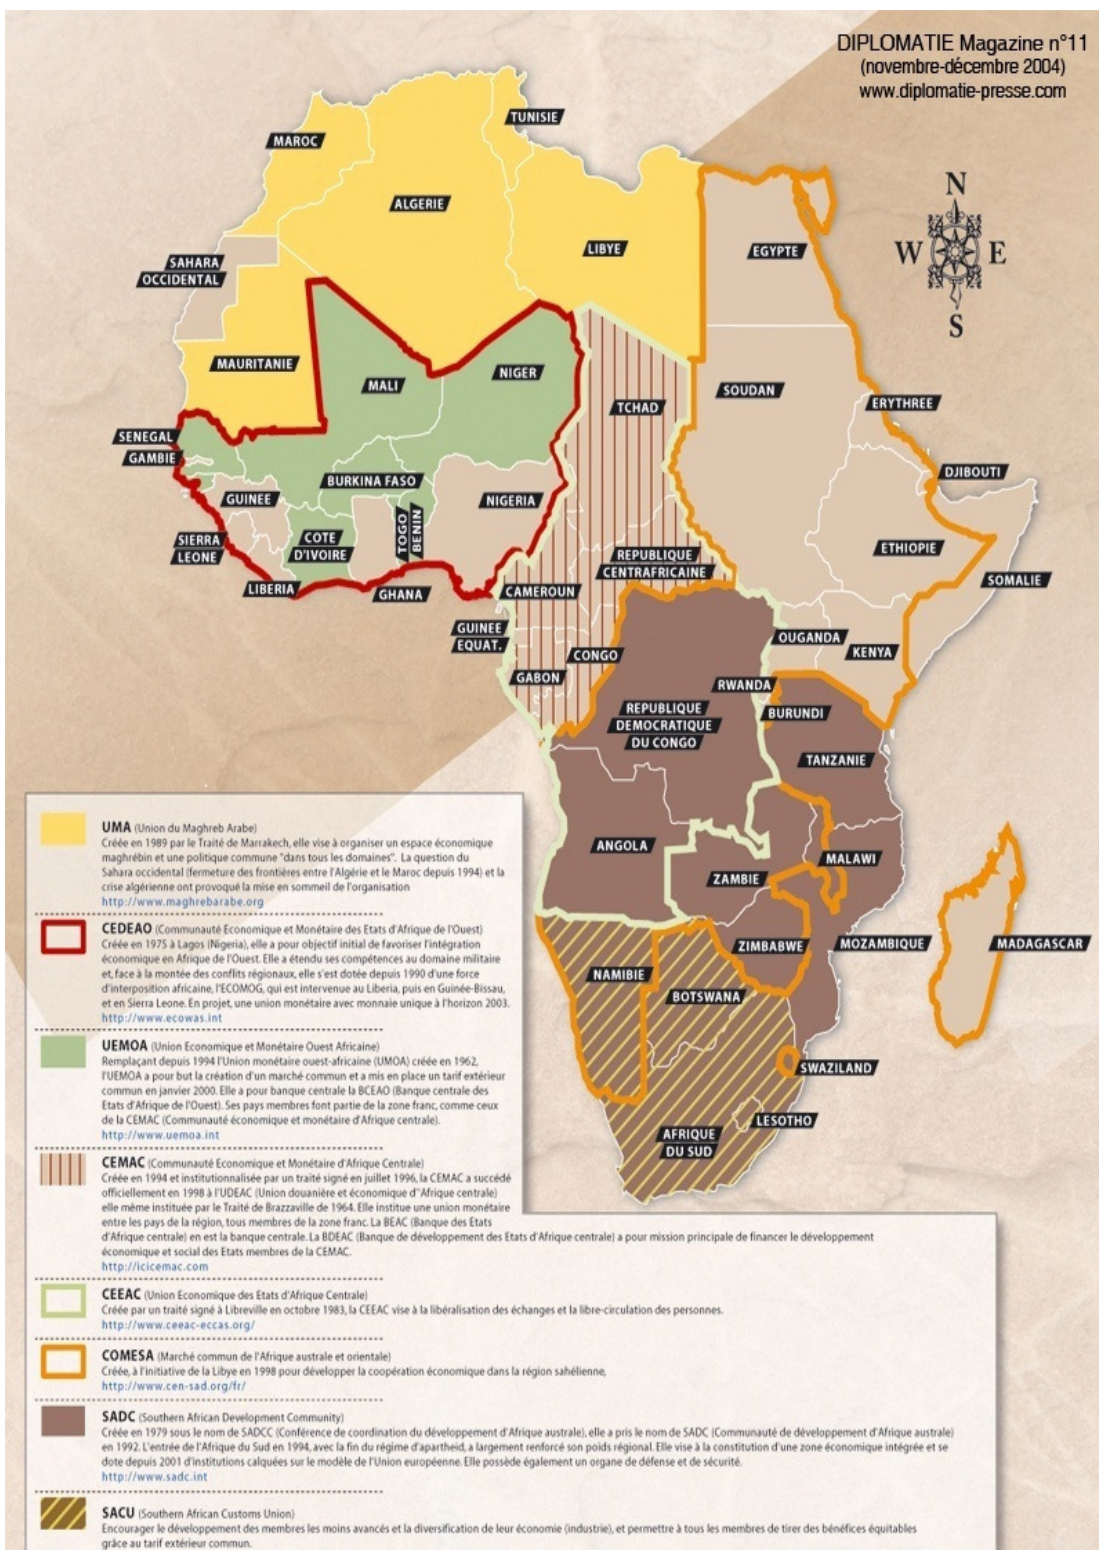 DIPLOMATIE Magazine n°11
(novembre-décembre 2004)
www.diplomatie-presse.com
N
W
E
S
TUNISIE
MAROC
ALGERIE
LIBYE
EGYPTE
SAHARA
OCCIDENTAL
MAURITANIE
MALI
NIGER
TCHAD
SOUDAN
ERYTHREE
SENEGAL
GAMBIE
DJIBOUTI
GUINEE
BURKINA FASO
NIGERIA
SIERRA
LEONE
COTE
D'IVOIRE
TOGO
BENIN
REPUBLIQUE
CENTRAFRICAINE
ETHIOPIE
SOMALIE
LIBERIA
GHANA
CAMEROUN
GUINEE
EQUAT.
OUGANDA
KENYA
CONGO
GABON
RWANDA
REPUBLIQUE
DEMOCRATIQUE
DU CONGO
BURUNDI
TANZANIE
ANGOLA
MALAWI
ZAMBIE
ZIMBABWE
MOZAMBIQUE
MADAGASCAR
NAMIBIE
BOTSWANA
SWAZILAND
LESOTHO
AFRIQUE
DU SUD
UMA (Union du Maghreb Arabe)
Créée en 1989 par le Traité de Marrakech, elle vise à organiser un espace économique
maghrébin et une politique commune "dans tous les domaines". La question du
Sahara occidental (fermeture des frontières entre l'Algérie et le Maroc depuis 1994) et la
crise algérienne ont provoqué la mise en sommeil de l'organisation
http://www.maghrebarabe.org
CEDEAO (Communauté Economique et Monétaire des Etats d'Afrique de l'Ouest)
Créée en 1975 à Lagos (Nigeria), elle a pour objectif initial de favoriser l'intégration
économique en Afrique de l'Ouest. Elle a étendu ses compétences au domaine militaire
et, face à la montée des conflits régionaux, elle s'est dotée depuis 1990 d'une force
d'interposition africaine, l'ECOMOG, qui est intervenue au Liberia, puis en Guinée-Bissau,
et en Sierra Leone. En projet, une union monétaire avec monnaie unique à l'horizon 2003.
http://www.ecowas.int
UEMOA (Union Economique et Monétaire Ouest Africaine)
Remplaçant depuis 1994 l'Union monétaire ouest-africaine (UMOA) créée en 1962,
l'UEMOA a pour but la création d'un marché commun et a mis en place un tarif extérieur
commun en janvier 2000. Elle a pour banque centrale la BCEAO (Banque centrale des
Etats d'Afrique de l'Ouest). Ses pays membres font partie de la zone franc, comme ceux
de la CEMAC (Communauté économique et monétaire d'Afrique centrale).
http://www.uemoa.int
CEMAC (Communauté Economique et Monétaire d'Afrique Centrale)
Créée en 1994 et institutionnalisée par un traité signé en juillet 1996, la CEMAC a succédé
officiellement en 1998 à l'UDEAC (Union douanière et économique d''Afrique centrale)
elle même instituée par le Traité de Brazzaville de 1964. Elle institue une union monétaire
entre les pays de la région, tous membres de la zone franc. La BEAC (Banque des Etats
d'Afrique centrale) en est la banque centrale. La BDEAC (Banque de développement des Etats d'Afrique centrale) a pour mission principale de financer le développement
économique et social des Etats membres de la CEMAC.
http://icicemac.com
CEEAC (Union Economique des Etats d'Afrique Centrale)
Créée par un traité signé à Libreville en octobre 1983, la CEEAC vise à la libéralisation des échanges et la libre-circulation des personnes.
http://www.ceeac-eccas.org/
COMESA (Marché commun de l'Afrique australe et orientale)
Créée, à l'initiative de la Libye en 1998 pour développer la coopération économique dans la région sahélienne,
http://www.cen-sad.org/fr/
SADC (Southern African Development Community)
Créée en 1979 sous le nom de SADCC (Conférence de coordination du développement d'Afrique australe), elle a pris le nom de SADC (Communauté de développement d'Afrique australe)
en 1992. L'entrée de l'Afrique du Sud en 1994, avec la fin du régime d'apartheid, a largement renforcé son poids régional. Elle vise à la constitution d'une zone économique intégrée et se
dote depuis 2001 d'institutions calquées sur le modèle de l'Union européenne. Elle possède également un organe de défense et de sécurité.
http://www.sadc.int
SACU (Southern African Customs Union)
Encourager le développement des membres les moins avancés et la diversification de leur économie (industrie), et permettre à tous les membres de tirer des bénéfices équitables
grâce au tarif extérieur commun.